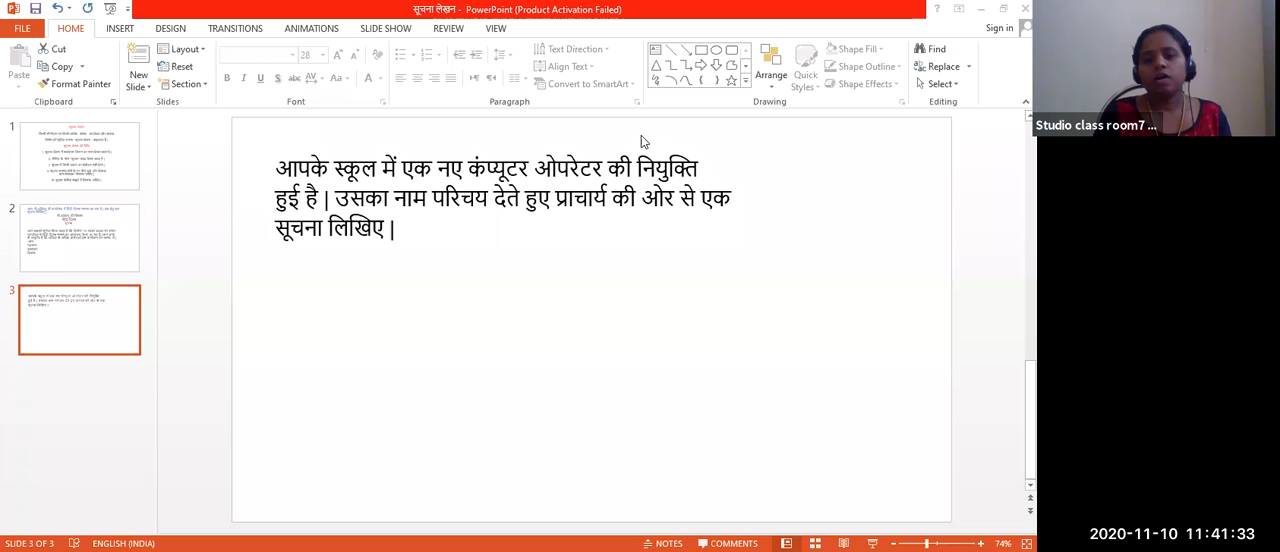 सूचना लेखन - PowerPoint (Product Activation Failed)
FILE HOME INSERT DESIGN TRANSITIONS ANIMATIONS SLIDE SHOW REVIEW VIEW Sign in
Cut
Copy
Format Painter
Paste
Clipboard
New
Slide
Layout
Reset
Section
Slides
28
Font
Text Direction
Align Text
Convert to SmartArt
Paragraph
Arrange
Quick
Styles
Shape Fill
Shape Outline
Shape Effects
Drawing
Find
Replace
Select
Editing
Studio class room7 ...
1
2
3
आपके स्कूल में एक नए कंप्यूटर ओपरेटर की नियुक्ति
हुई है | उसका नाम परिचय देते हुए प्राचार्य की ओर से एक
सूचना लिखिए |
SLIDE 3 OF 3 ENGLISH (INDIA) NOTES COMMENTS 74%
2020-11-10 11:41:33